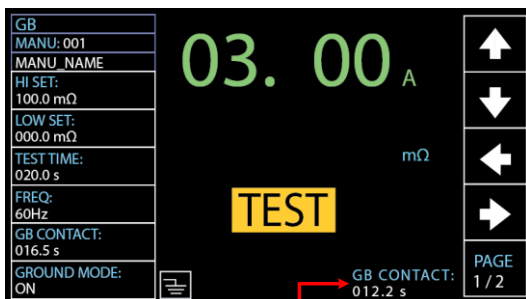 GB
MANU: 001
MANU_NAME
HI SET:
100.0 mΩ
LOW SET:
000.0 mΩ
TEST TIME:
020.0 s
FREQ:
60Hz
GB CONTACT:
016.5 s
GROUND MODE:
ON
03. 00 A
mΩ
TEST
GB CONTACT:
012.2 s
PAGE
1 / 2